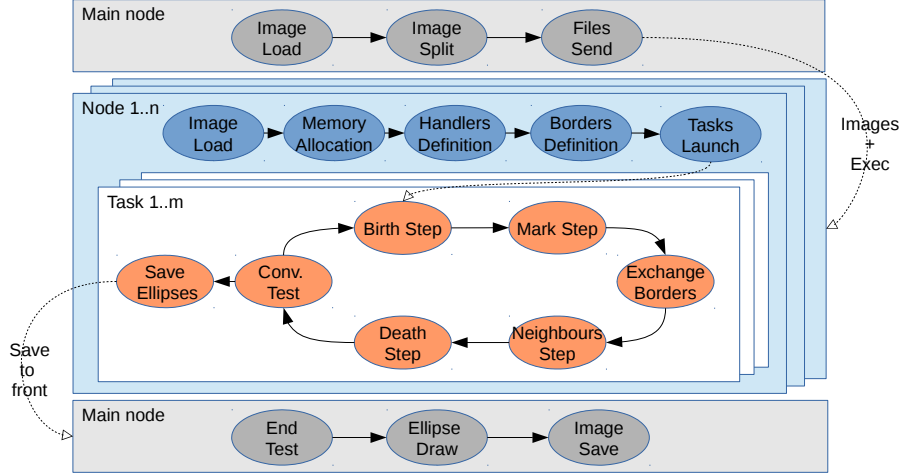 Main node
Image
Load
Image
Split
Files
Send
Node 1..n
Image
Load
Memory
Allocation
Handlers
Definition
Borders
Definition
Tasks
Launch
Images
+
Exec
Task 1..m
Birth Step
Mark Step
Save
Ellipses
Conv.
Test
Exchange
Borders
Death
Step
Neighbours
Step
Save
to
front
Main node
End
Test
Ellipse
Draw
Image
Save